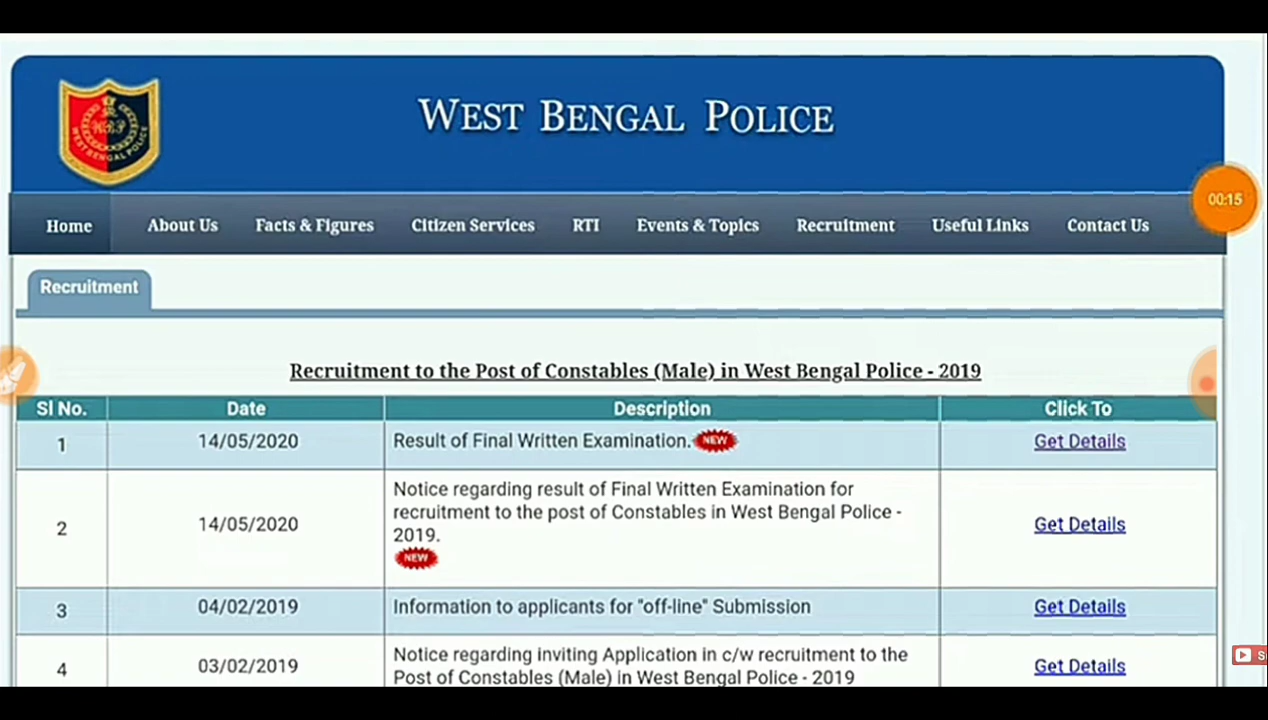 WEST BENGAL POLICE
WEST BENGAL POLICE
Home About Us Facts & Figures Citizen Services RTI Events & Topics Recruitment Useful Links Contact Us
00:15
Recruitment
Recruitment to the Post of Constables (Male) in West Bengal Police - 2019
Sl No. Date Description Click To
1 14/05/2020 Result of Final Written Examination. NEW Get Details
Notice regarding result of Final Written Examination for
2 14/05/2020 recruitment to the post of Constables in West Bengal Police - Get Details
2019.
NEW
3 04/02/2019 Information to applicants for "off-line" Submission Get Details
4 03/02/2019 Notice regarding inviting Application in c/w recruitment to the Get Details
Post of Constables (Male) in West Bengal Police - 2019